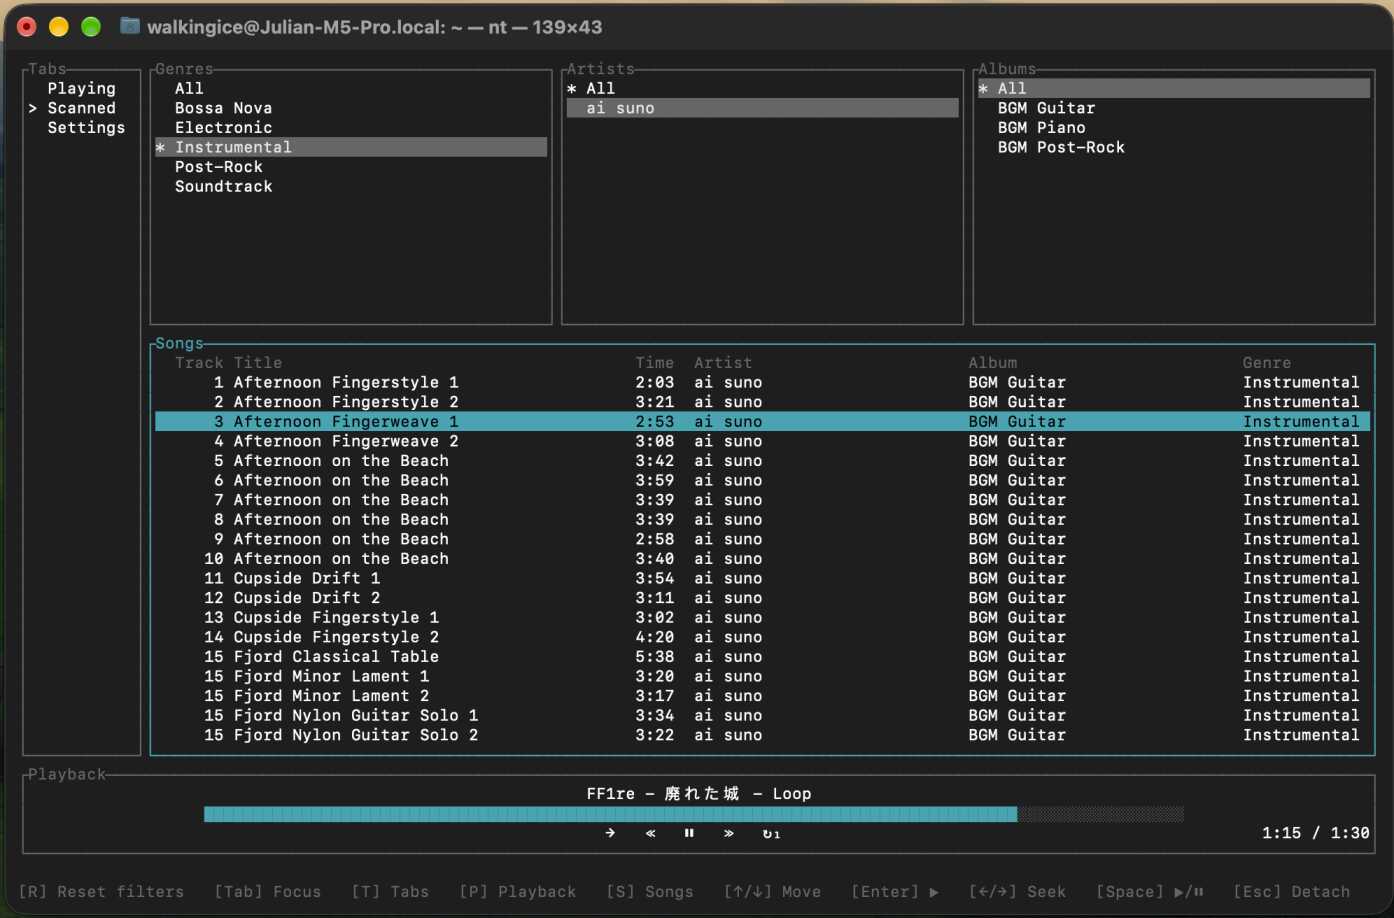 walkingice@Julian-M5-Pro.local: ~ — nt — 139×43
Tabs
Playing
> Scanned
Settings
Genres
All
Bossa Nova
Electronic
* Instrumental
Post-Rock
Soundtrack
Artists
* All
ai suno
Albums
* All
BGM Guitar
BGM Piano
BGM Post-Rock
Songs
Track Title Time Artist Album Genre
1 Afternoon Fingerstyle 1 2:03 ai suno BGM Guitar Instrumental
2 Afternoon Fingerstyle 2 3:21 ai suno BGM Guitar Instrumental
3 Afternoon Fingerweave 1 2:53 ai suno BGM Guitar Instrumental
4 Afternoon Fingerweave 2 3:08 ai suno BGM Guitar Instrumental
5 Afternoon on the Beach 3:42 ai suno BGM Guitar Instrumental
6 Afternoon on the Beach 3:59 ai suno BGM Guitar Instrumental
7 Afternoon on the Beach 3:39 ai suno BGM Guitar Instrumental
8 Afternoon on the Beach 3:39 ai suno BGM Guitar Instrumental
9 Afternoon on the Beach 2:58 ai suno BGM Guitar Instrumental
10 Afternoon on the Beach 3:40 ai suno BGM Guitar Instrumental
11 Cupside Drift 1 3:54 ai suno BGM Guitar Instrumental
12 Cupside Drift 2 3:11 ai suno BGM Guitar Instrumental
13 Cupside Fingerstyle 1 3:02 ai suno BGM Guitar Instrumental
14 Cupside Fingerstyle 2 4:20 ai suno BGM Guitar Instrumental
15 Fjord Classical Table 5:38 ai suno BGM Guitar Instrumental
15 Fjord Minor Lament 1 3:20 ai suno BGM Guitar Instrumental
15 Fjord Minor Lament 2 3:17 ai suno BGM Guitar Instrumental
15 Fjord Nylon Guitar Solo 1 3:34 ai suno BGM Guitar Instrumental
15 Fjord Nylon Guitar Solo 2 3:22 ai suno BGM Guitar Instrumental
Playback
FF1re - 廃れた城 - Loop
→ « ⏸ » ↻₁ 1:15 / 1:30
[R] Reset filters [Tab] Focus [T] Tabs [P] Playback [S] Songs [↑/↓] Move [Enter] ▶ [←/→] Seek [Space] ▶/⏸ [Esc] Detach